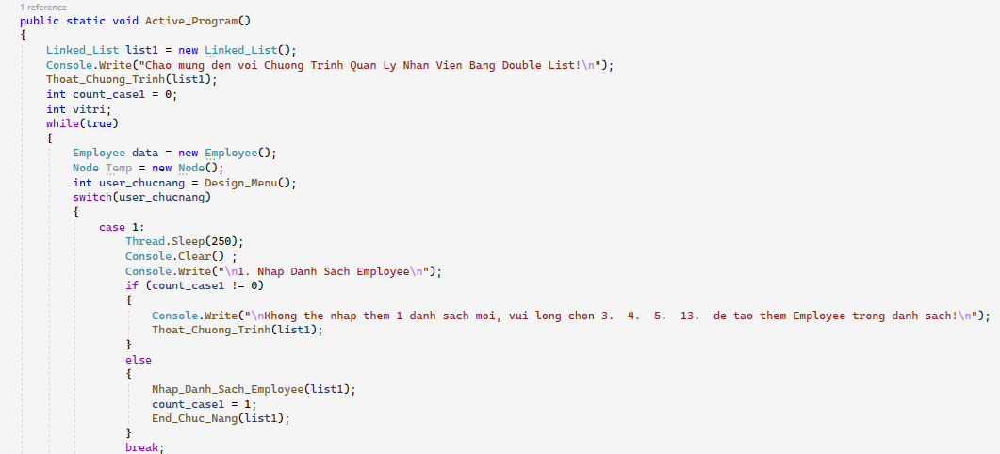 1 reference
public static void Active_Program()
{
Linked_List list1 = new Linked_List();
Console.Write("Chao mung den voi Chuong Trinh Quan Ly Nhan Vien Bang Double List!\n");
Thoat_Chuong_Trinh(list1);
int count_case1 = 0;
int vitri;
while(true)
{
Employee data = new Employee();
Node Temp = new Node();
int user_chucnang = Design_Menu();
switch(user_chucnang)
{
case 1:
Thread.Sleep(250);
Console.Clear() ;
Console.Write("\n1. Nhap Danh Sach Employee\n");
if (count_case1 != 0)
{
Console.Write("\nKhong the nhap them 1 danh sach moi, vui long chon 3.  4.  5.  13.  de tao them Employee trong danh sach!\n");
Thoat_Chuong_Trinh(list1);
}
else
{
Nhap_Danh_Sach_Employee(list1);
count_case1 = 1;
End_Chuc_Nang(list1);
}
break;